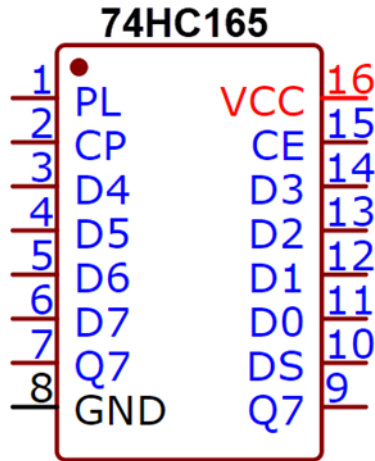 74HC165
1 PL VCC 16
2 CP CE 15
3 D4 D3 14
4 D5 D2 13
5 D6 D1 12
6 D7 D0 11
7 Q7 DS 10
8 GND Q7 9